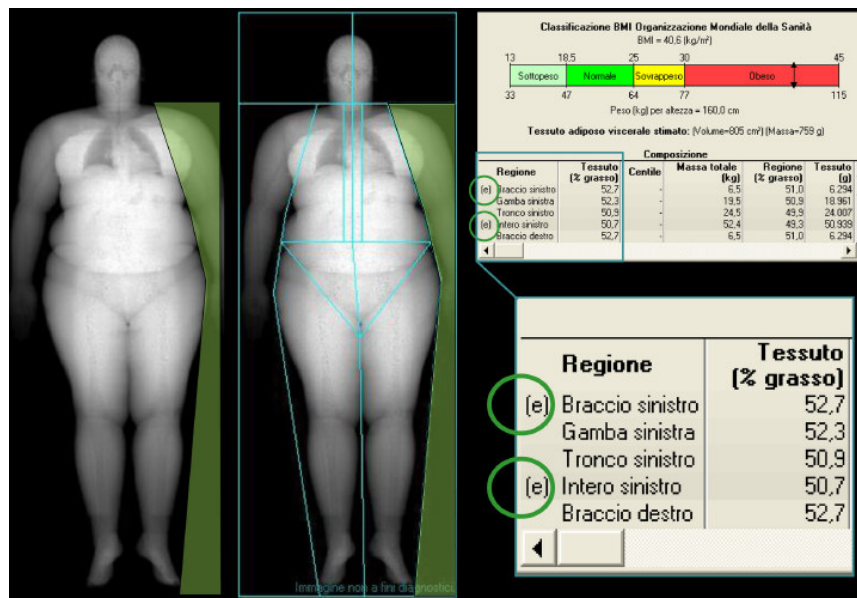 Classificazione BMI Organizzazione Mondiale della Sanità
BMI = 40,6 (kg/m²)
13 18,5 25 30 45
Sottopeso Normale Sovrappeso Obeso
33 47 64 77 115
Peso (kg) per altezza = 160,0 cm
Tessuto adiposo viscerale stimato: (Volume=805 cm³) (Massa=759 g)
Composizione
Regione Tessuto (% grasso) Centile Massa totale (kg) Regione (% grasso) Tessuto (g)
(e) Braccio sinistro 52,7 - 6,5 51,0 6.294
Gamba sinistra 52,3 - 19,5 50,9 18.961
Tronco sinistro 50,9 - 24,5 49,9 24.007
(e) Intero sinistro 50,7 - 52,4 49,3 50.939
Braccio destro 52,7 - 6,5 51,0 6.294
Regione Tessuto
(% grasso)
(e) Braccio sinistro 52,7
Gamba sinistra 52,3
Tronco sinistro 50,9
(e) Intero sinistro 50,7
Braccio destro 52,7
Immagine non a fini diagnostici